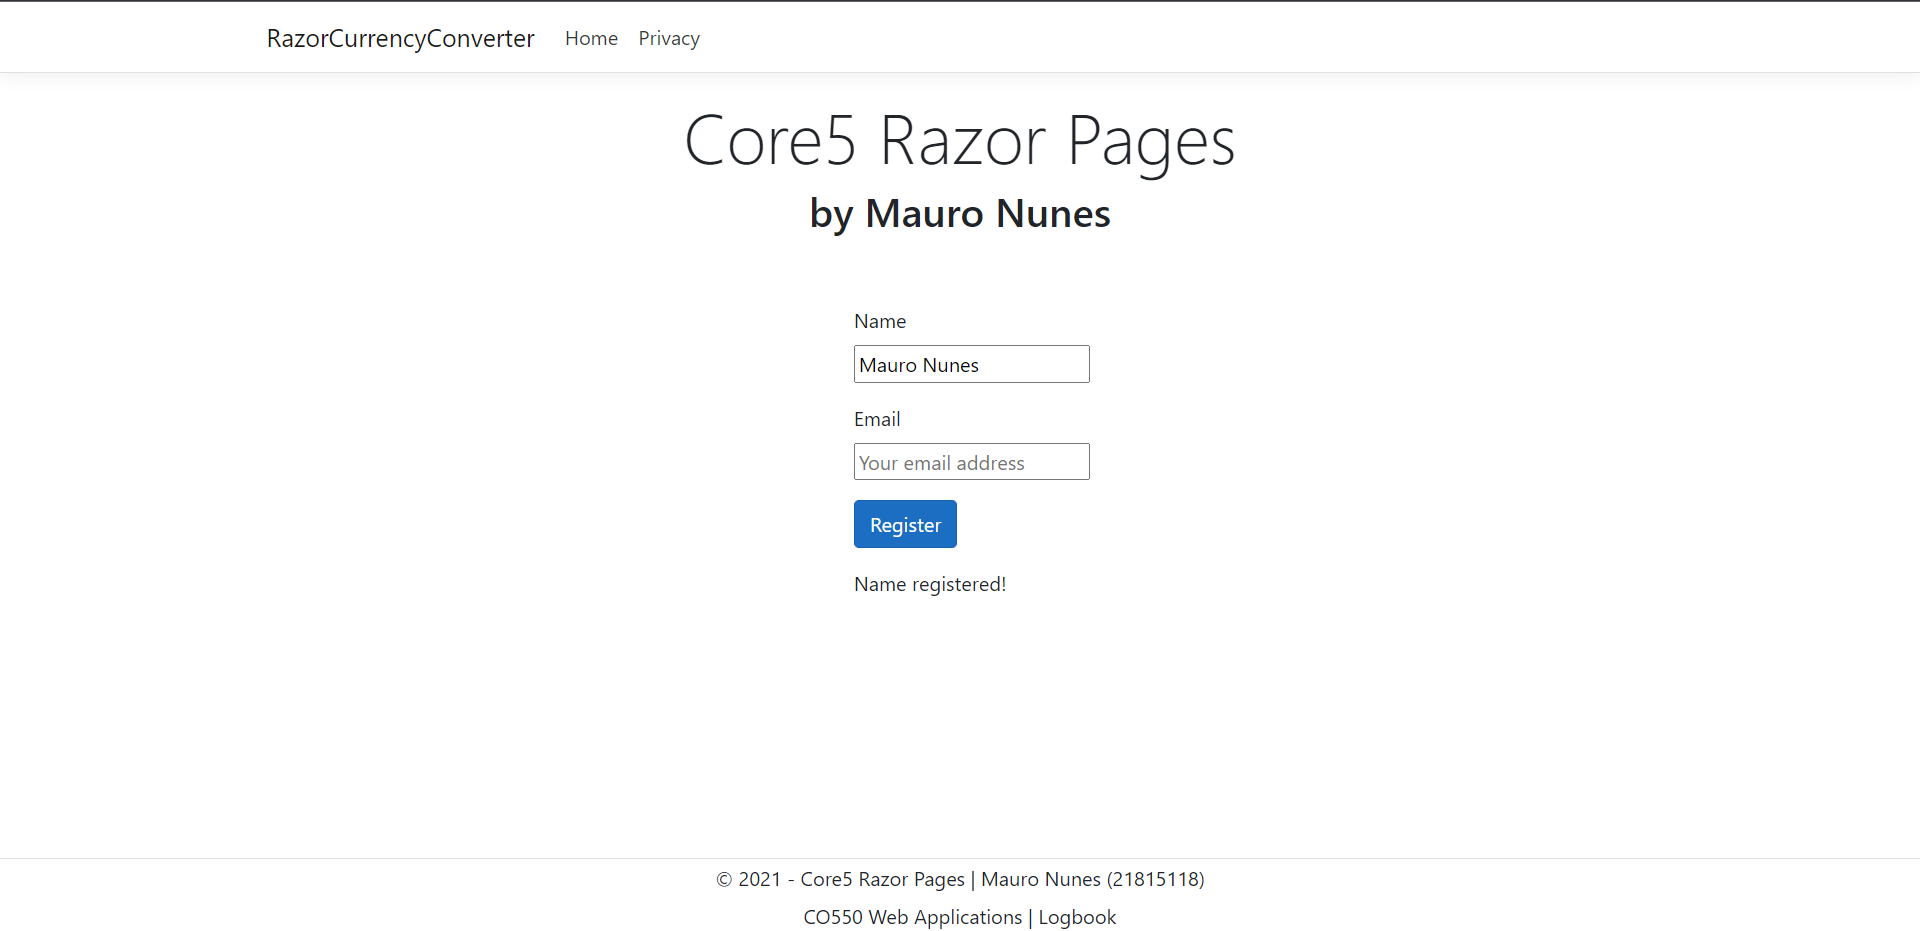 RazorCurrencyConverter Home Privacy
Core5 Razor Pages
by Mauro Nunes
Name
Mauro Nunes
Email
Your email address
Register
Name registered!
© 2021 - Core5 Razor Pages | Mauro Nunes (21815118)
CO550 Web Applications | Logbook